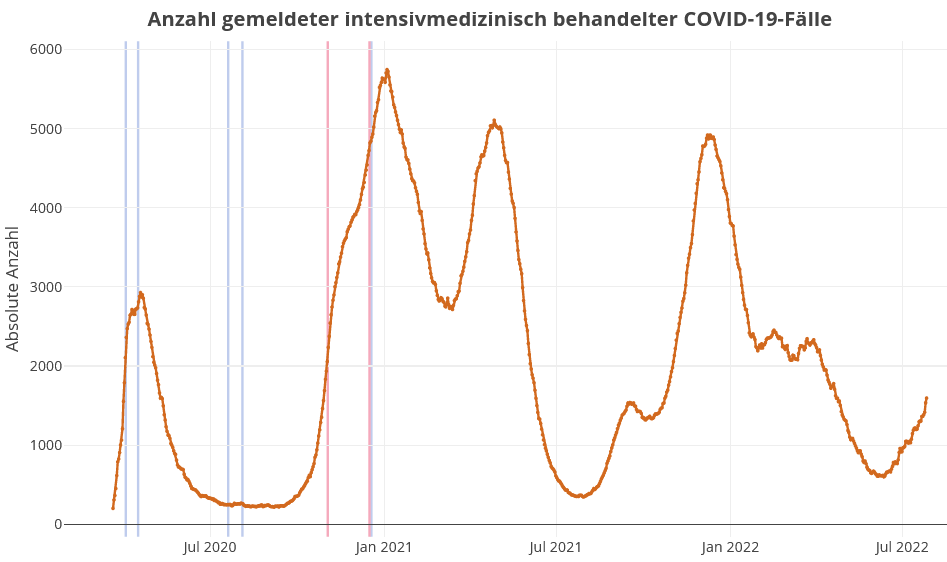 Anzahl gemeldeter intensivmedizinisch behandelter COVID-19-Fälle
Absolute Anzahl
6000
5000
4000
3000
2000
1000
0
Jul 2020
Jan 2021
Jul 2021
Jan 2022
Jul 2022